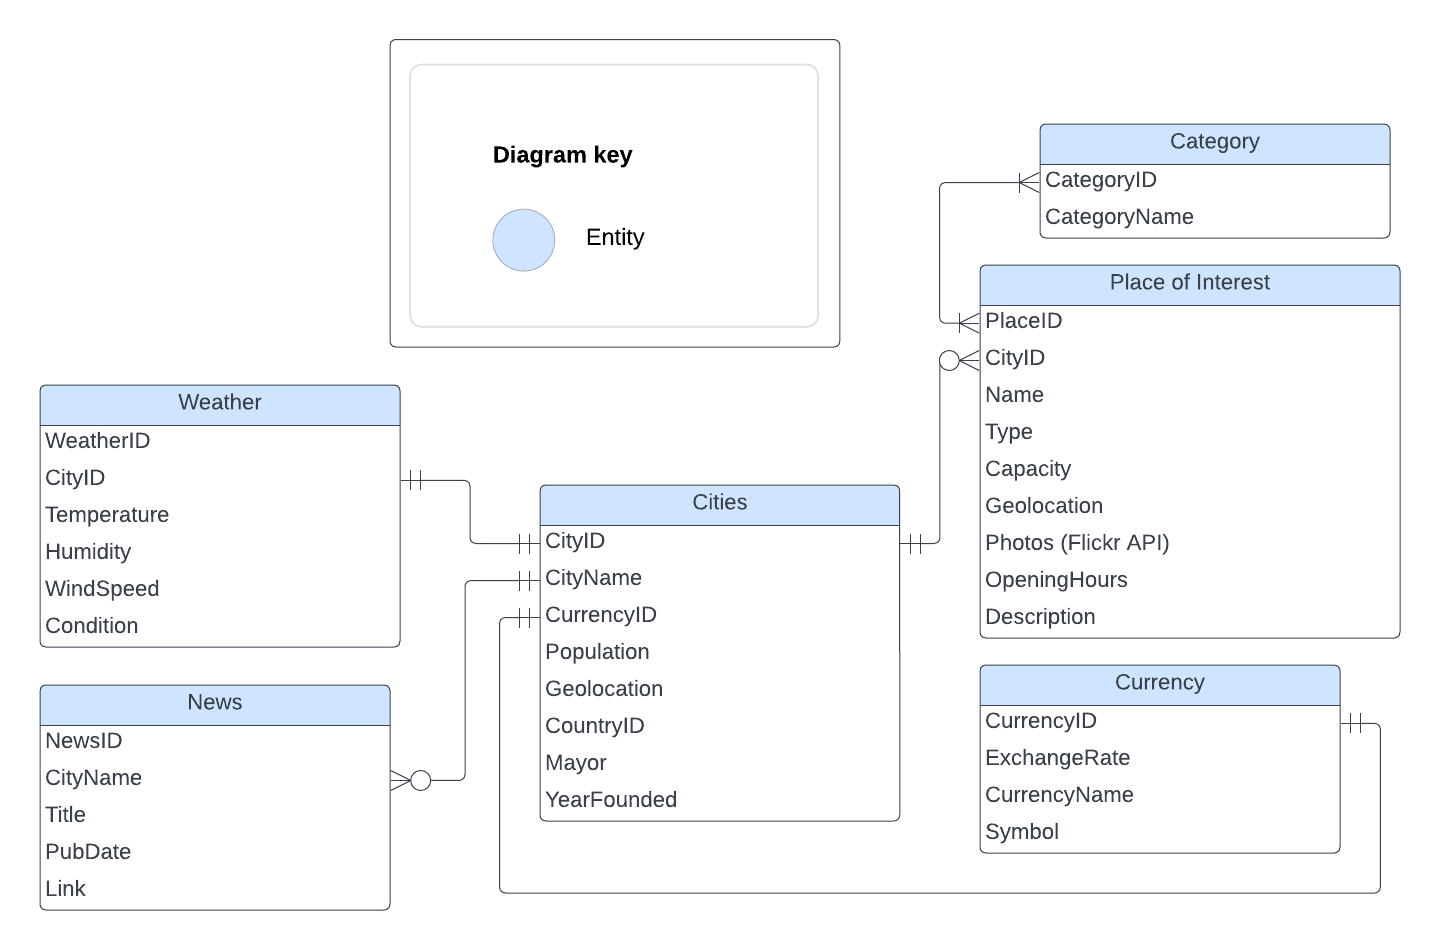 Diagram key
Entity
Category
CategoryID
CategoryName
Place of Interest
PlaceID
CityID
Name
Type
Capacity
Geolocation
Photos (Flickr API)
OpeningHours
Description
Weather
WeatherID
CityID
Temperature
Humidity
WindSpeed
Condition
Cities
CityID
CityName
CurrencyID
Population
Geolocation
CountryID
Mayor
YearFounded
News
NewsID
CityName
Title
PubDate
Link
Currency
CurrencyID
ExchangeRate
CurrencyName
Symbol